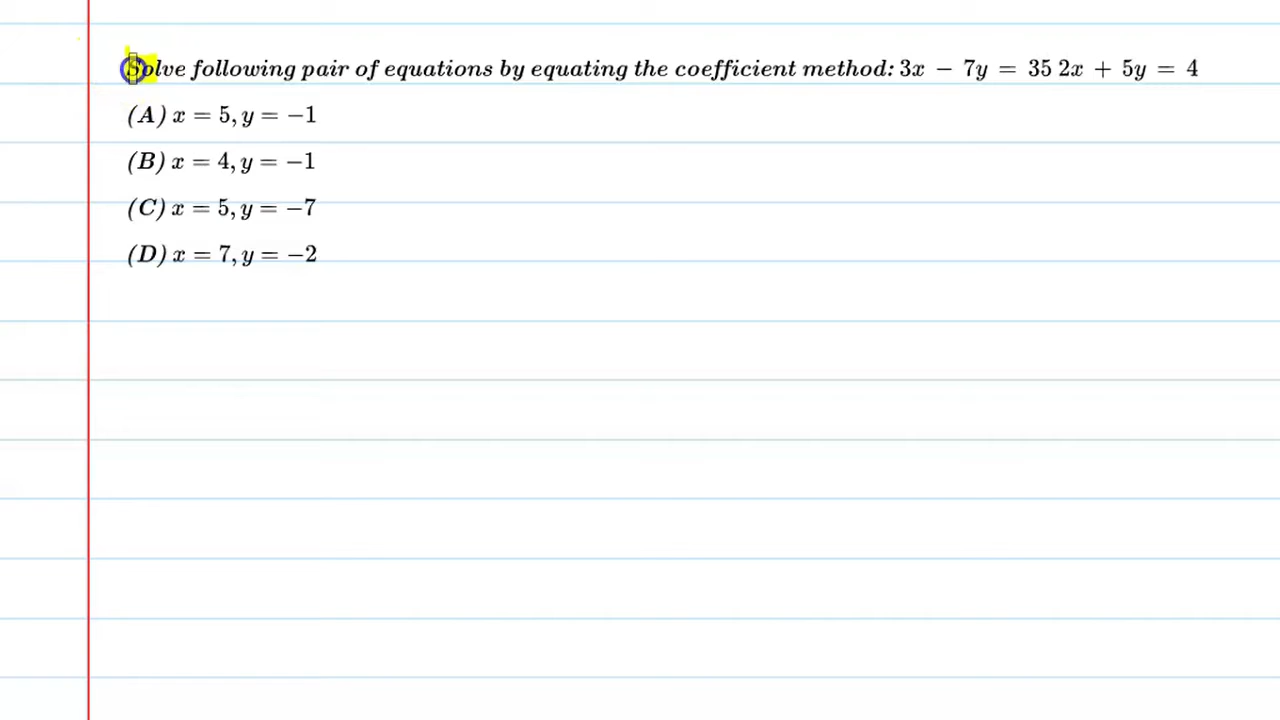 Solve following pair of equations by equating the coefficient method: 3x − 7y = 35 2x + 5y = 4
(A) x = 5, y = −1
(B) x = 4, y = −1
(C) x = 5, y = −7
(D) x = 7, y = −2